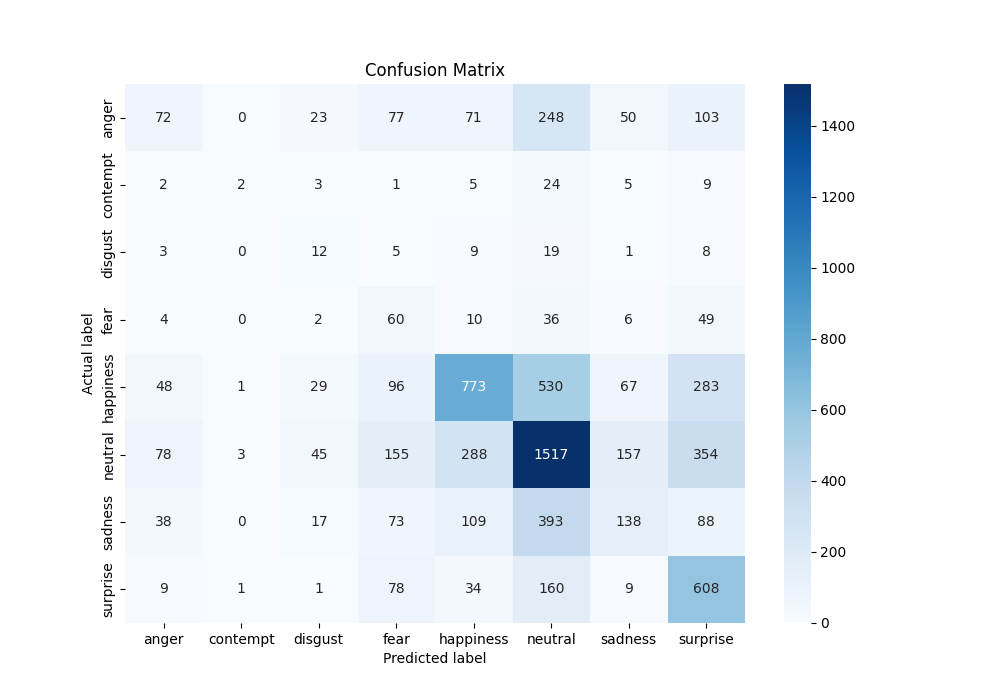 Confusion Matrix
Actual label
anger 72 0 23 77 71 248 50 103
contempt 2 2 3 1 5 24 5 9
disgust 3 0 12 5 9 19 1 8
fear 4 0 2 60 10 36 6 49
happiness 48 1 29 96 773 530 67 283
neutral 78 3 45 155 288 1517 157 354
sadness 38 0 17 73 109 393 138 88
surprise 9 1 1 78 34 160 9 608
anger contempt disgust fear happiness neutral sadness surprise
Predicted label
1400
1200
1000
800
600
400
200
0